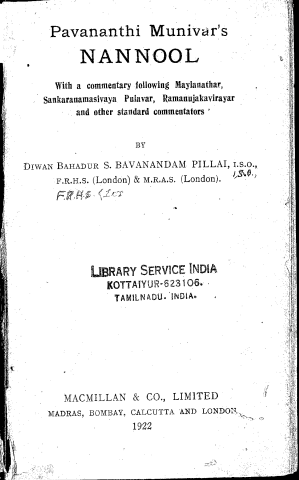 Pavananthi Munivar's
NANNOOL
With a commentary following Maylanathar,
Sankaranamasivaya Pulavar, Ramanujakavirayar
and other standard commentators
BY
DIWAN BAHADUR S. BAVANANDAM PILLAI, I.S.O.,
F.R.H.S. (London) & M.R.A.S. (London).
I,S.O,
LIBRARY SERVICE INDIA
KOTTAIYUR-623106.
TAMILNADU. INDIA.
MACMILLAN & CO., LIMITED
MADRAS, BOMBAY, CALCUTTA AND LONDON
1922